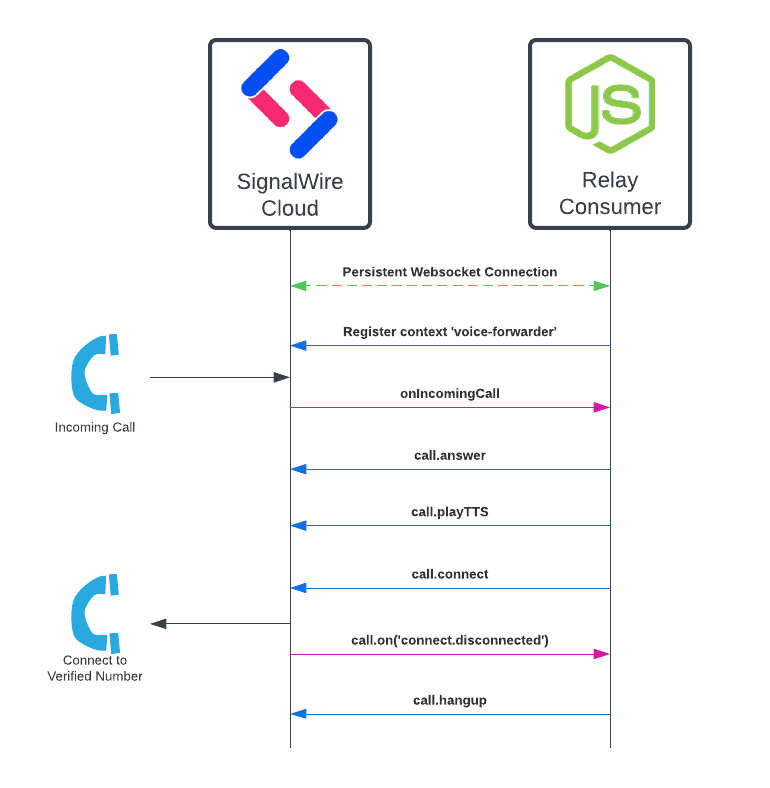 SignalWire
Cloud
JS
Relay
Consumer
Persistent Websocket Connection
Register context 'voice-forwarder'
Incoming Call
onIncomingCall
call.answer
call.playTTS
call.connect
Connect to
Verified Number
call.on('connect.disconnected')
call.hangup